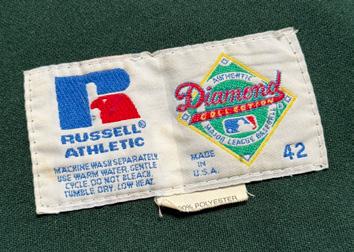 RUSSELL®
ATHLETIC
MACHINE WASH SEPARATELY
USE WARM WATER, GENTLE
CYCLE DO NOT BLEACH,
TUMBLE DRY, LOW HEAT.
AUTHENTIC
Diamond
COLLECTION
MAJOR LEAGUE BASEBALL
MADE
IN
U.S.A.
42
100% POLYESTER